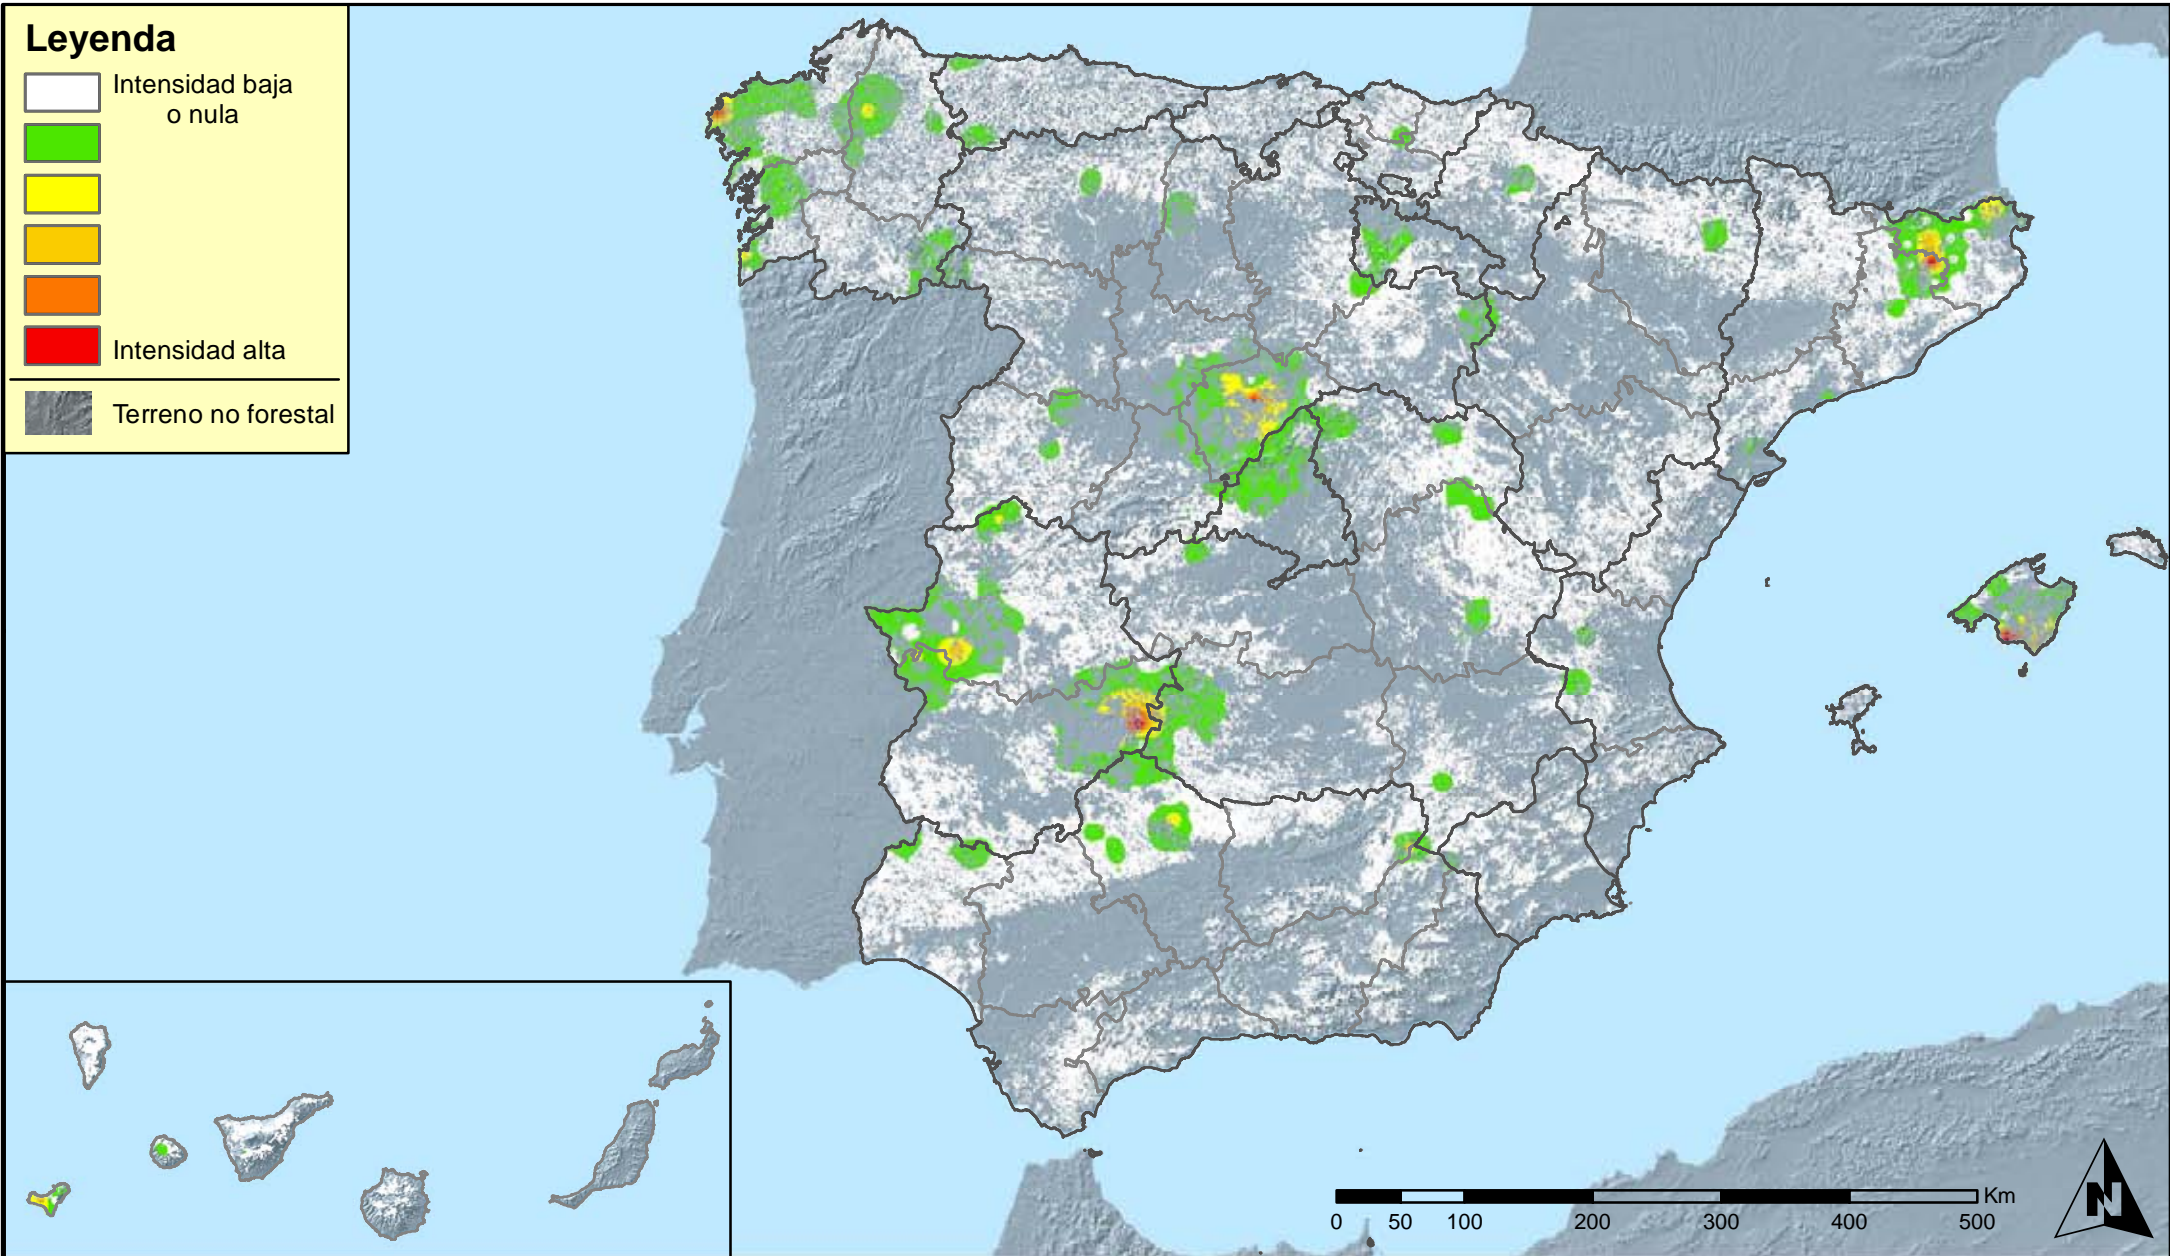 Leyenda
Intensidad baja
o nula
Intensidad alta
Terreno no forestal
Km
0 50 100 200 300 400 500
N